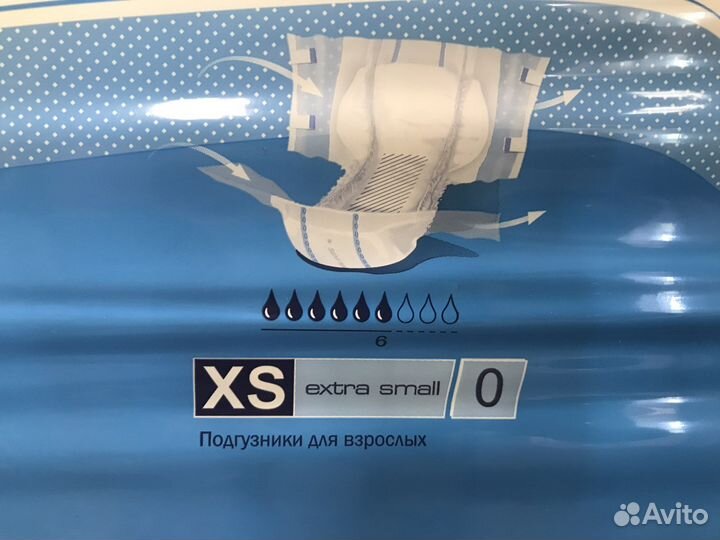 6
XS extra small 0
Подгузники для взрослых
Avito